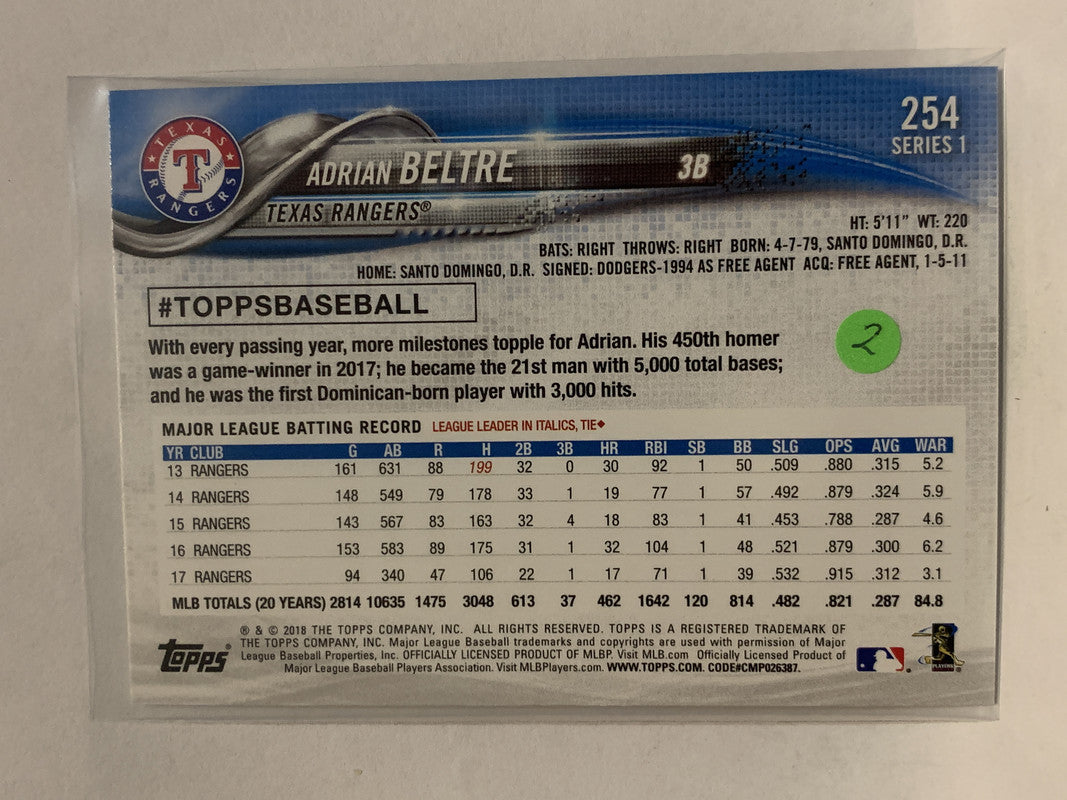 254
SERIES 1
TEXAS RANGERS
T
ADRIAN BELTRE 3B
TEXAS RANGERS®
HT: 5'11" WT: 220
BATS: RIGHT THROWS: RIGHT BORN: 4-7-79, SANTO DOMINGO, D.R.
HOME: SANTO DOMINGO, D.R. SIGNED: DODGERS-1994 AS FREE AGENT ACQ: FREE AGENT, 1-5-11
#TOPPSBASEBALL
2
With every passing year, more milestones topple for Adrian. His 450th homer
was a game-winner in 2017; he became the 21st man with 5,000 total bases;
and he was the first Dominican-born player with 3,000 hits.
MAJOR LEAGUE BATTING RECORD LEAGUE LEADER IN ITALICS, TIE◆
YR CLUB G AB R H 2B 3B HR RBI SB BB SLG OPS AVG WAR
13 RANGERS 161 631 88 199 32 0 30 92 1 50 .509 .880 .315 5.2
14 RANGERS 148 549 79 178 33 1 19 77 1 57 .492 .879 .324 5.9
15 RANGERS 143 567 83 163 32 4 18 83 1 41 .453 .788 .287 4.6
16 RANGERS 153 583 89 175 31 1 32 104 1 48 .521 .879 .300 6.2
17 RANGERS 94 340 47 106 22 1 17 71 1 39 .532 .915 .312 3.1
MLB TOTALS (20 YEARS) 2814 10635 1475 3048 613 37 462 1642 120 814 .482 .821 .287 84.8
® & © 2018 THE TOPPS COMPANY, INC. ALL RIGHTS RESERVED. TOPPS IS A REGISTERED TRADEMARK OF
THE TOPPS COMPANY, INC. Major League Baseball trademarks and copyrights are used with permission of Major
League Baseball Properties, Inc. OFFICIALLY LICENSED PRODUCT OF MLBP. Visit MLB.com Officially Licensed Product of
Major League Baseball Players Association. Visit MLBPlayers.com. WWW.TOPPS.COM. CODE#CMP026387.
topps®
PLAYERS